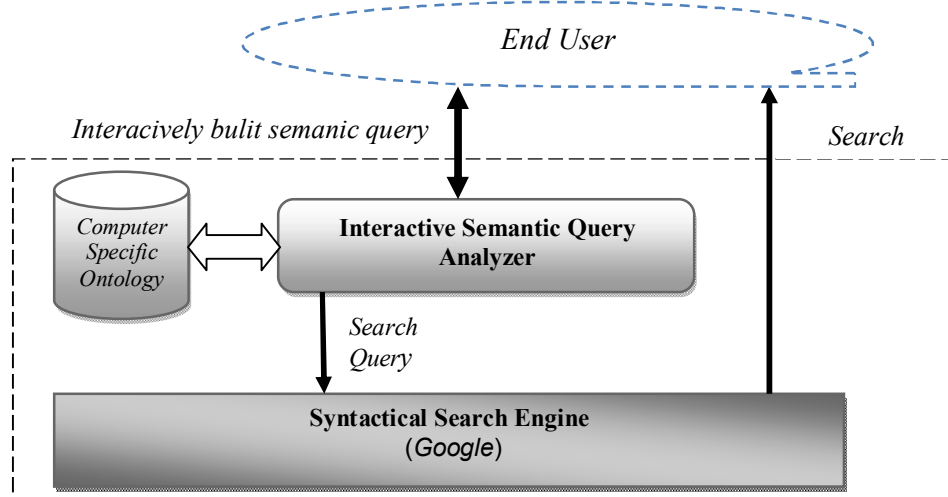 End User
Interacively bulit semanic query
Search
Computer
Specific
Ontology
Interactive Semantic Query
Analyzer
Search
Query
Syntactical Search Engine
(Google)